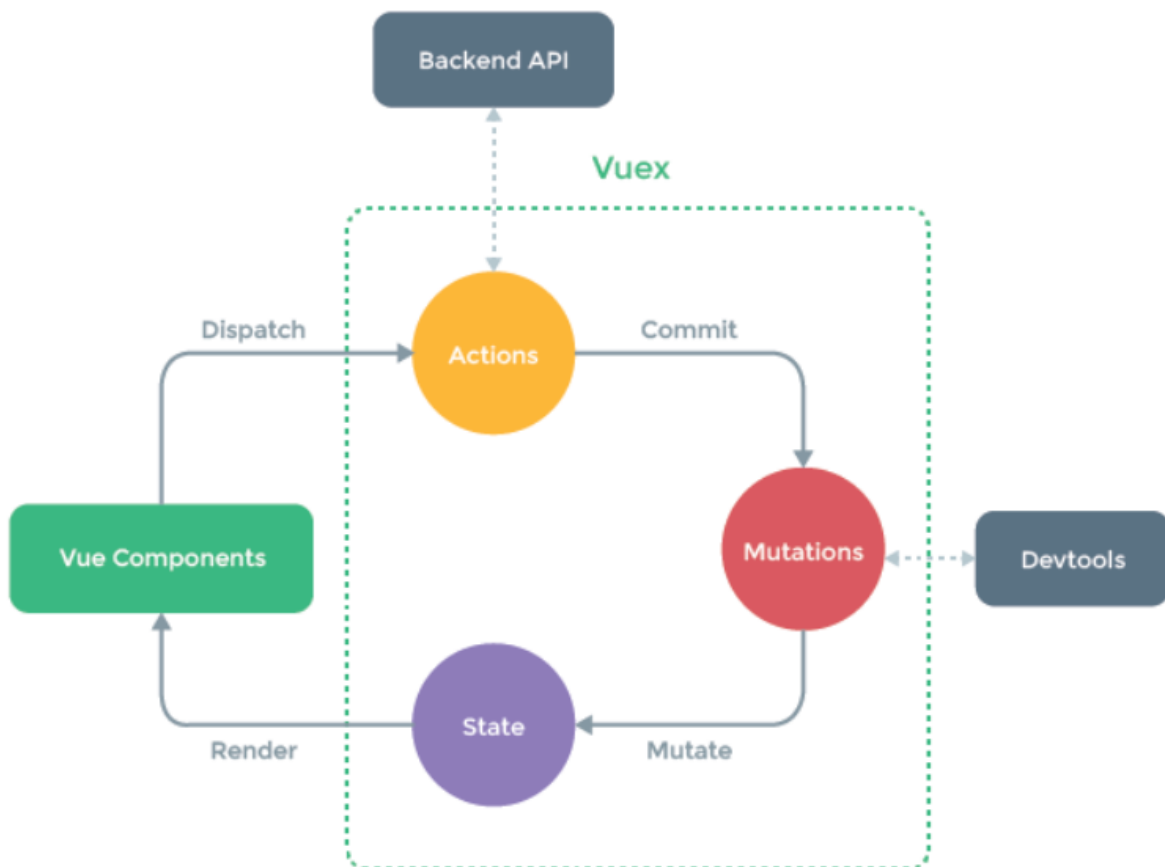 Backend API
Vuex
Dispatch
Commit
Actions
Vue Components
Mutations
Devtools
State
Render
Mutate